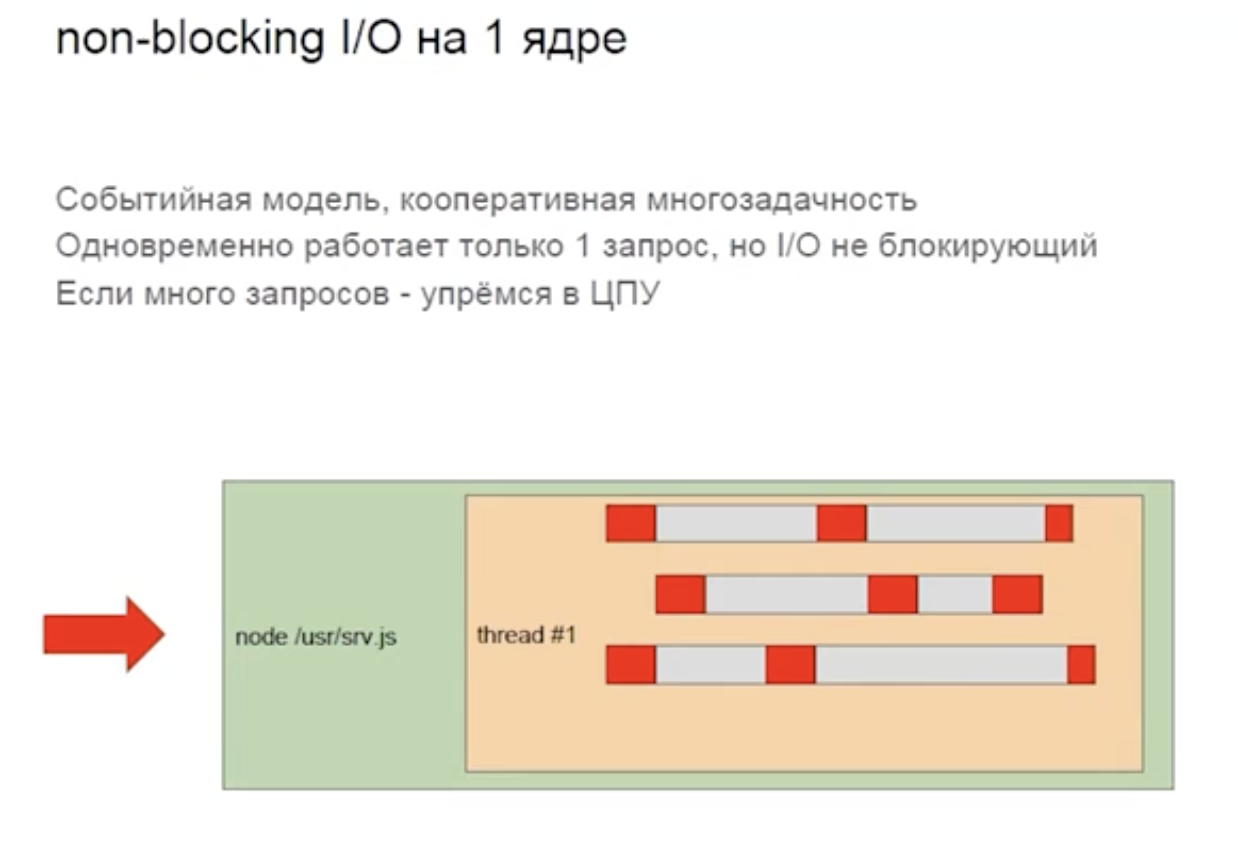 non-blocking I/O на 1 ядре
Событийная модель, кооперативная многозадачность
Одновременно работает только 1 запрос, но I/O не блокирующий
Если много запросов - упрёмся в ЦПУ
node /usr/srv.js
thread #1